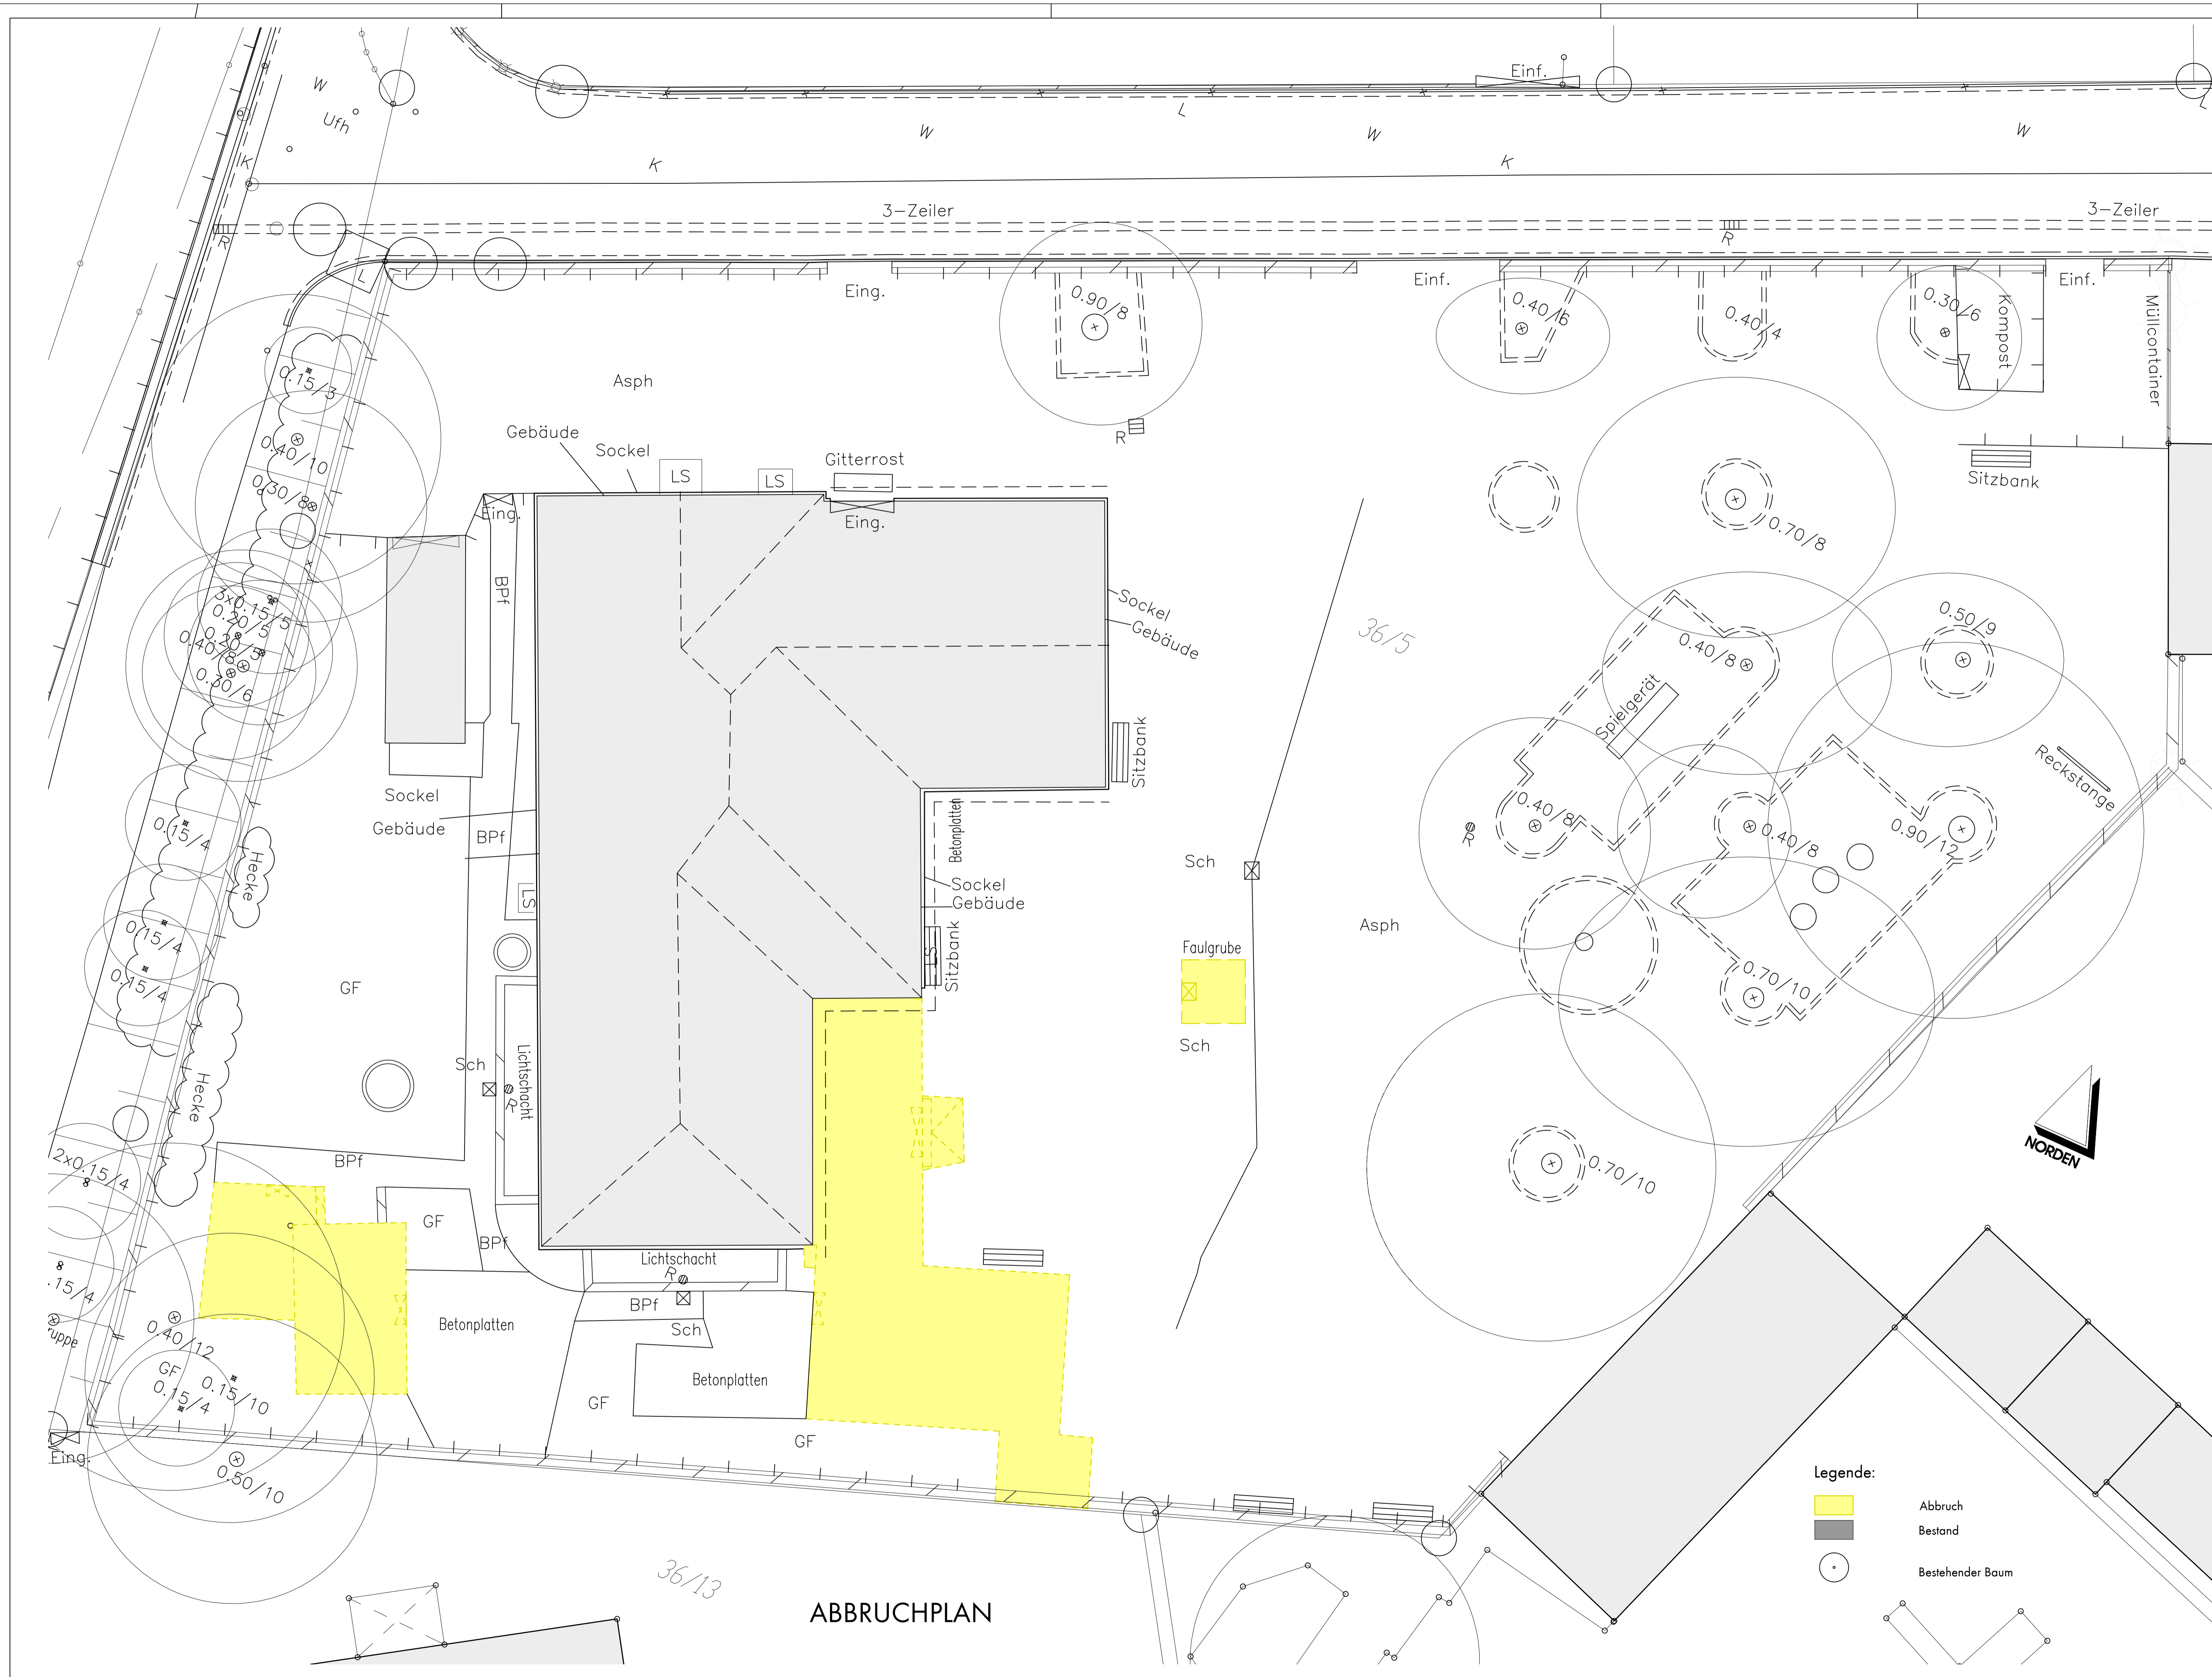 Einf.
W
Ufh
W
L
W
W
L
K
K
K
3-Zeiler
3-Zeiler
R
R
L
Eing.
Einf.
Einf.
0.90/8
0.40/6
0.40/4
0.30/6
Kompost
Müllcontainer
0.15/3
Asph
R
Gebäude
Sockel
Gitterrost
0.40/10
LS
LS
Sitzbank
0.30/8
Eing.
Eing.
0.70/8
BPf
Sockel
Gebäude
36/5
0.50/9
3x0.15/5
0.20/5
0.20/5
0.40/8
0.30/6
0.40/8
Spielgerät
Sitzbank
Reckstange
Sockel
Gebäude
BPf
Betonplatten
0.40/8
R
0.40/8
0.90/12
0.15/4
Hecke
Sch
Sockel
Gebäude
LS
0.15/4
Asph
Faulgrube
Sitzbank
0.15/4
GF
0.70/10
Sch
Sch
Lichtschacht
R
Hecke
NORDEN
BPf
2x0.15/4
0.70/10
GF
BPf
Lichtschacht
R
.15/4
BPf
Sch
ruppe
0.40/12
Betonplatten
GF
0.15/10
0.15/4
Betonplatten
GF
GF
Eing.
0.50/10
Legende:
Abbruch
Bestand
Bestehender Baum
36/13
ABBRUCHPLAN